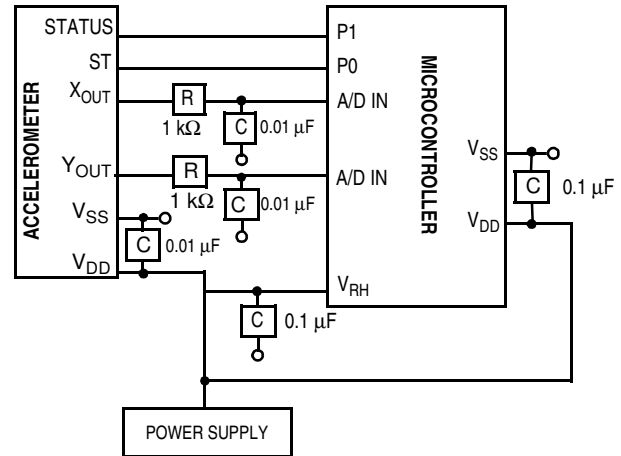 STATUS
P1
ST
P0
XOUT
R
A/D IN
1 kΩ
C
0.01 µF
YOUT
R
A/D IN
1 kΩ
C
0.01 µF
VSS
C
0.01 µF
VDD
ACCELEROMETER
MICROCONTROLLER
VSS
C
0.1 µF
VDD
VRH
C
0.1 µF
POWER SUPPLY